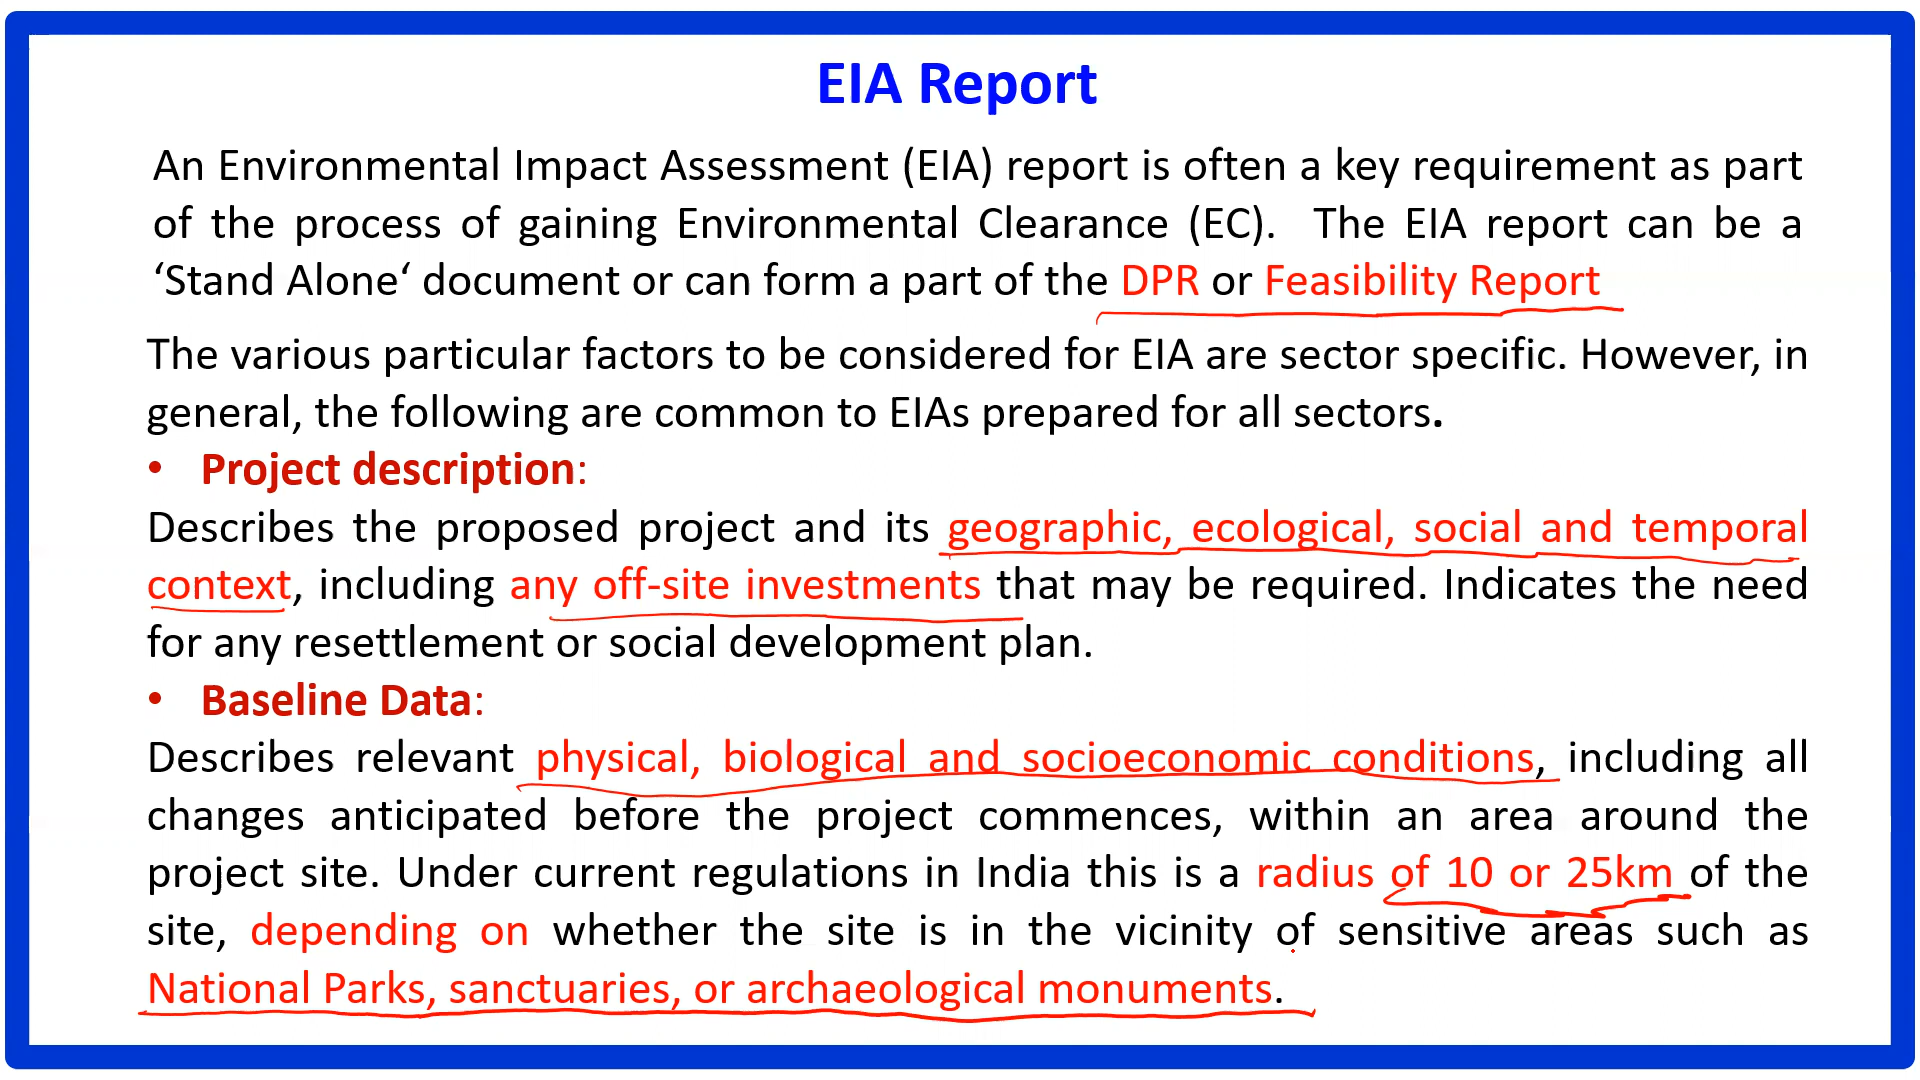 EIA Report
An Environmental Impact Assessment (EIA) report is often a key requirement as part
of the process of gaining Environmental Clearance (EC). The EIA report can be a
‘Stand Alone‘ document or can form a part of the DPR or Feasibility Report
The various particular factors to be considered for EIA are sector specific. However, in
general, the following are common to EIAs prepared for all sectors.
• Project description:
Describes the proposed project and its geographic, ecological, social and temporal
context, including any off-site investments that may be required. Indicates the need
for any resettlement or social development plan.
• Baseline Data:
Describes relevant physical, biological and socioeconomic conditions, including all
changes anticipated before the project commences, within an area around the
project site. Under current regulations in India this is a radius of 10 or 25km of the
site, depending on whether the site is in the vicinity of sensitive areas such as
National Parks, sanctuaries, or archaeological monuments.